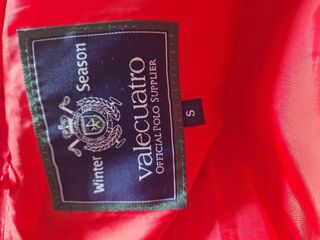 Winter Season
valecuatro
OFFICIAL POLO SUPPLIER
S